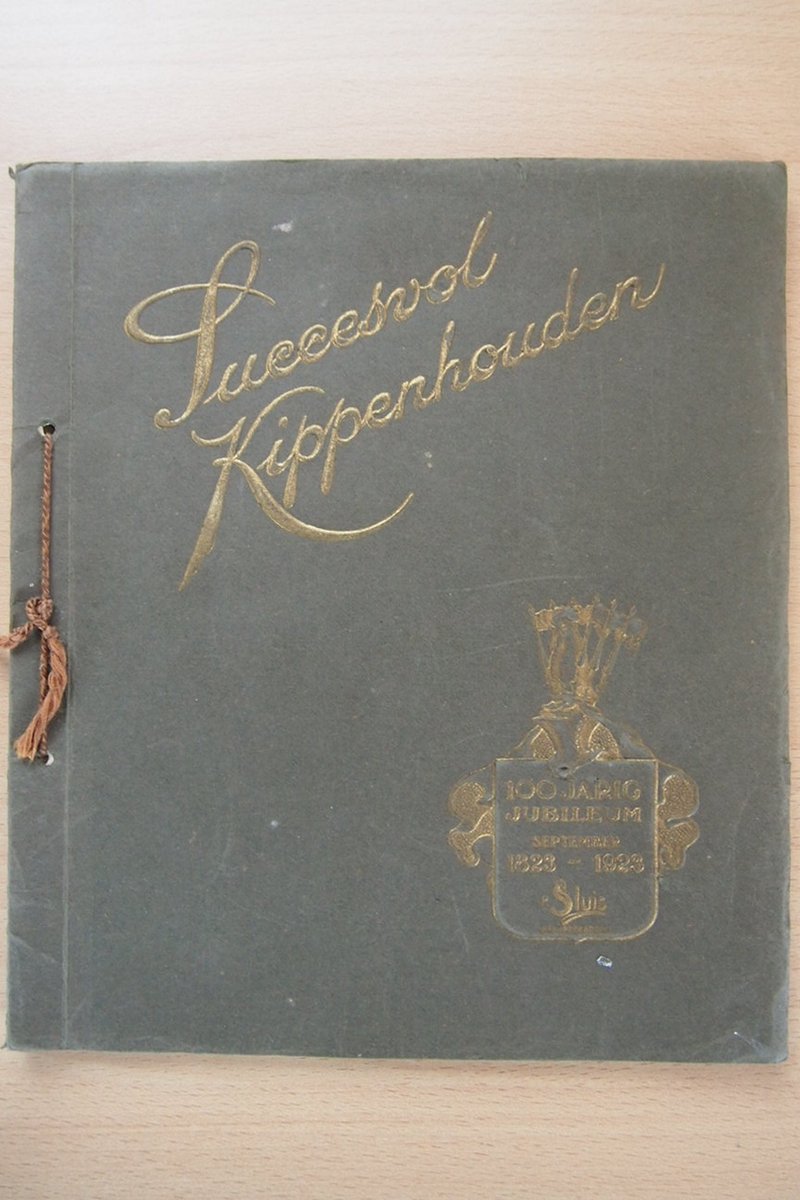 Succesvol
Kippenhouden
100 JARIG
JUBILEUM
SEPTEMBER
1823 - 1923
Sluis